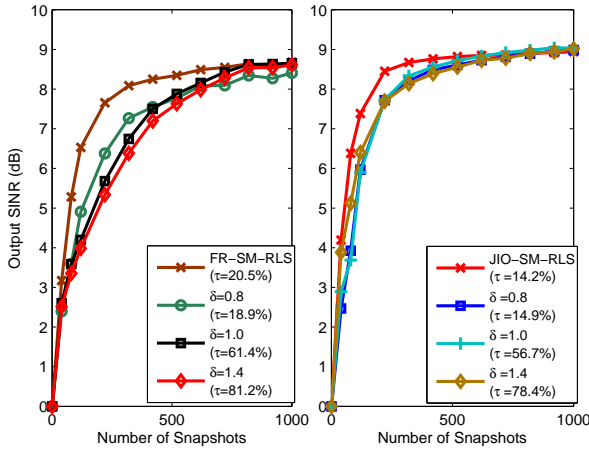 Output SINR (dB)
10
9
8
7
6
5
4
3
2
1
0
0
500
1000
Number of Snapshots
FR−SM−RLS
(τ=20.5%)
δ=0.8
(τ=18.9%)
δ=1.0
(τ=61.4%)
δ=1.4
(τ=81.2%)
10
9
8
7
6
5
4
3
2
1
0
0
500
1000
Number of Snapshots
JIO−SM−RLS
(τ=14.2%)
δ=0.8
(τ=14.9%)
δ=1.0
(τ=56.7%)
δ=1.4
(τ=78.4%)